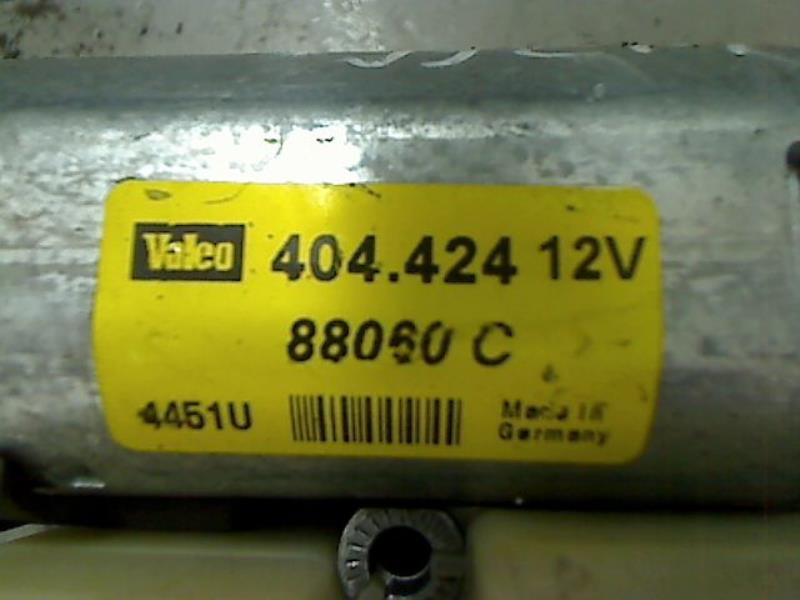 Valeo 404.424 12V
88060 C
4451U
Made in
Germany